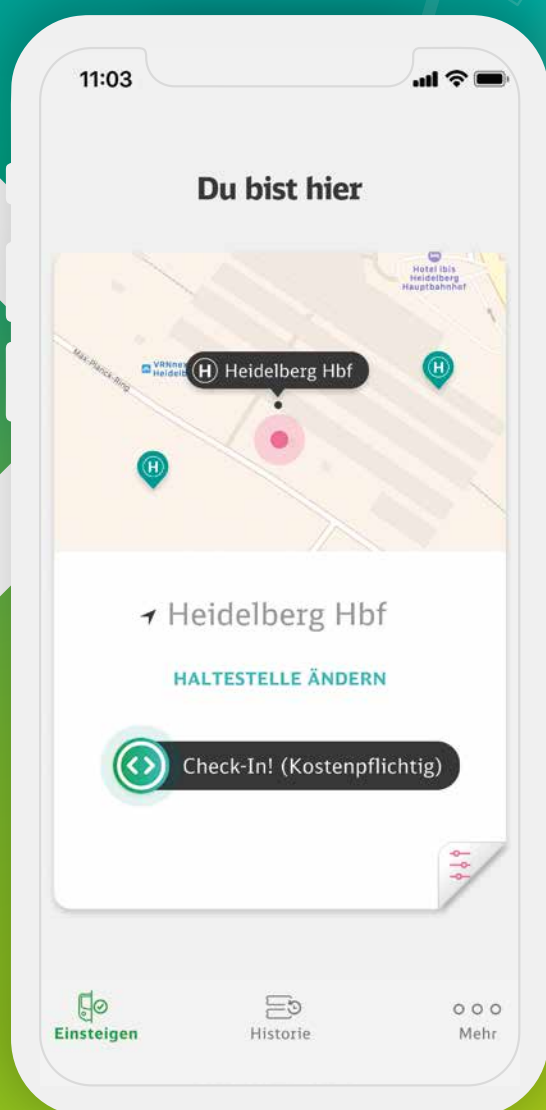 11:03
Du bist hier
Hotel ibis
Heidelberg
Hauptbahnhof
Max-Planck-Ring
H Heidelberg Hbf
H
H
Heidelberg Hbf
HALTESTELLE ÄNDERN
Check-In! (Kostenpflichtig)
Einsteigen
Historie
Mehr